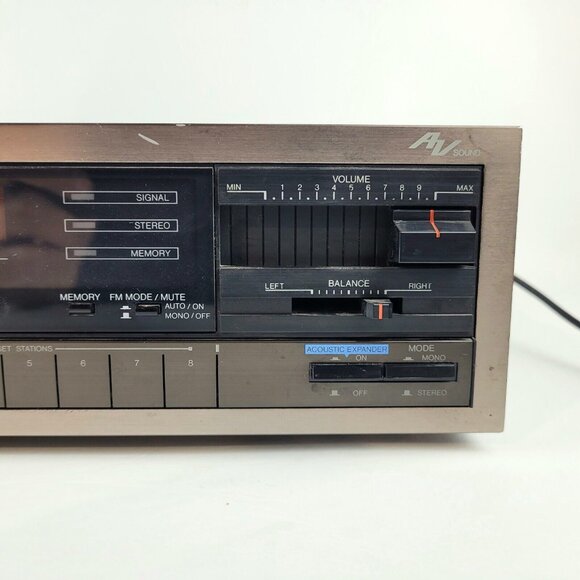 AV SOUND
VOLUME
MIN 1 2 3 4 5 6 7 8 9 MAX
SIGNAL
STEREO
MEMORY
LEFT BALANCE RIGHT
MEMORY FM MODE / MUTE
AUTO / ON
MONO / OFF
SET STATIONS
5 6 7 8
ACOUSTIC EXPANDER MODE
ON MONO
OFF STEREO